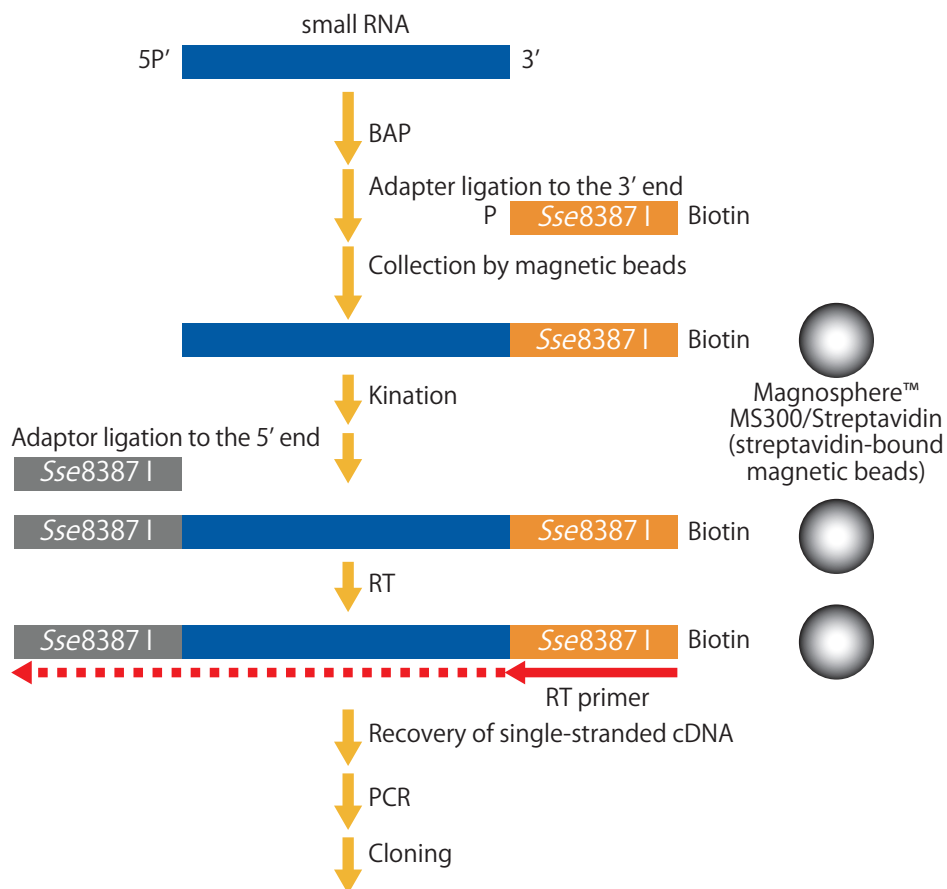 small RNA
5P’ 3’
BAP
Adapter ligation to the 3’ end
P Sse8387 I Biotin
Collection by magnetic beads
Sse8387 I Biotin
Magnosphere™
MS300/Streptavidin
(streptavidin-bound
magnetic beads)
Kination
Adaptor ligation to the 5’ end
Sse8387 I
Sse8387 I Sse8387 I Biotin
RT
Sse8387 I Sse8387 I Biotin
RT primer
Recovery of single-stranded cDNA
PCR
Cloning